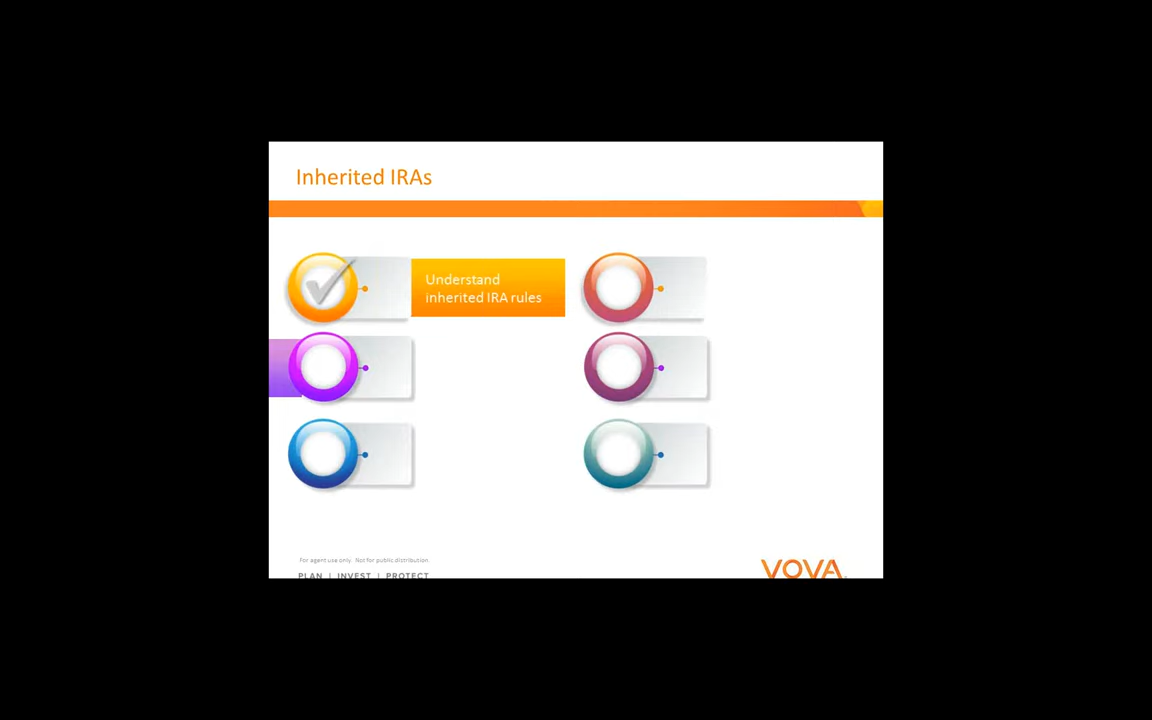 Inherited IRAs
Understand
inherited IRA rules
For agent use only.  Not for public distribution.
PLAN | INVEST | PROTECT
VOYA